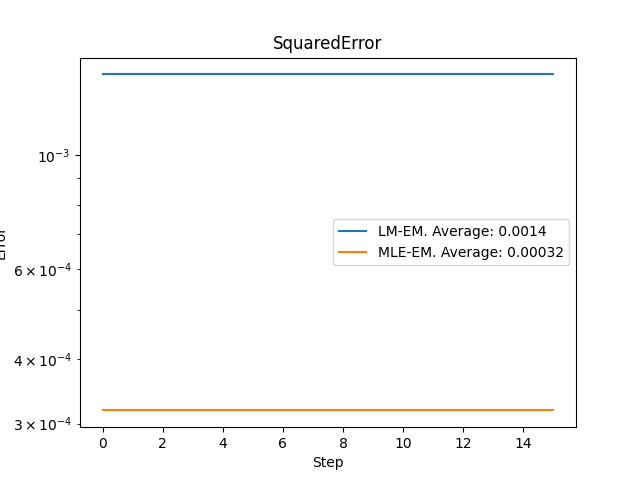 SquaredError
10⁻³
6 × 10⁻⁴
4 × 10⁻⁴
3 × 10⁻⁴
Error
LM-EM. Average: 0.0014
MLE-EM. Average: 0.00032
0 2 4 6 8 10 12 14
Step